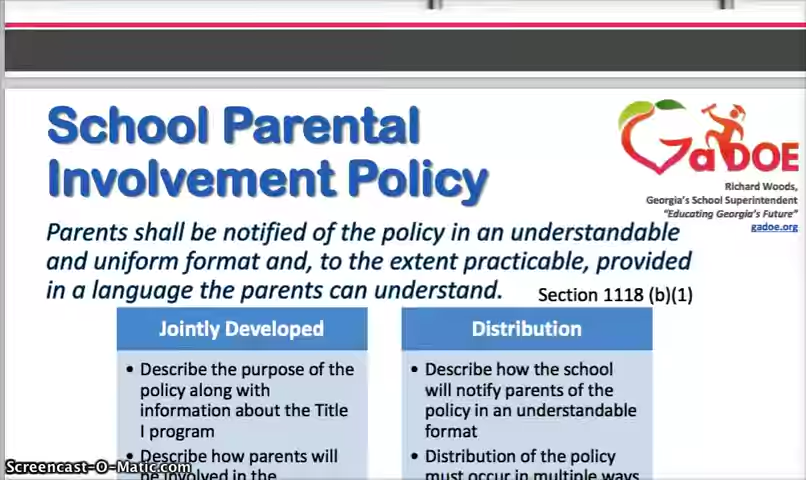 School Parental
Involvement Policy
GaDOE
Richard Woods,
Georgia's School Superintendent
"Educating Georgia's Future"
gadoe.org
Parents shall be notified of the policy in an understandable
and uniform format and, to the extent practicable, provided
in a language the parents can understand. Section 1118 (b)(1)
Jointly Developed
• Describe the purpose of the
policy along with
information about the Title
I program
• Describe how parents will
be involved in the
Distribution
• Describe how the school
will notify parents of the
policy in an understandable
format
• Distribution of the policy
must occur in multiple ways
Screencast-O-Matic.com